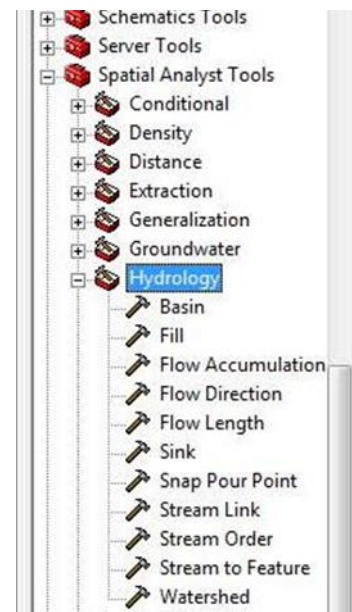 Schematics Tools
Server Tools
Spatial Analyst Tools
Conditional
Density
Distance
Extraction
Generalization
Groundwater
Hydrology
Basin
Fill
Flow Accumulation
Flow Direction
Flow Length
Sink
Snap Pour Point
Stream Link
Stream Order
Stream to Feature
Watershed